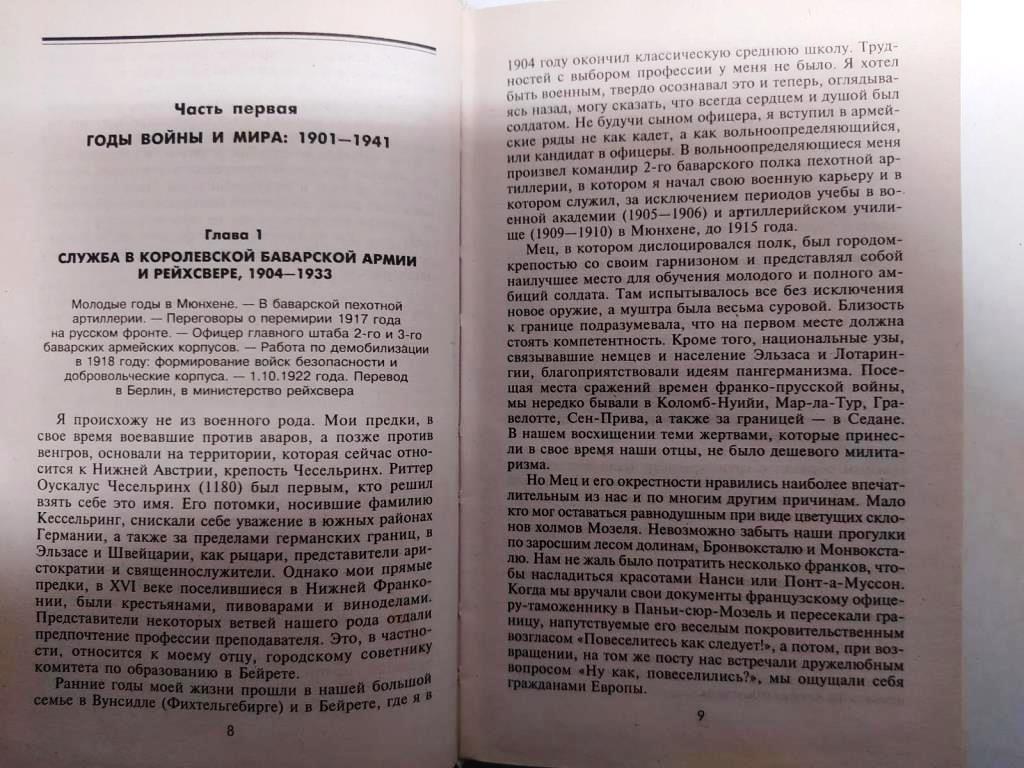 Часть первая
ГОДЫ ВОЙНЫ И МИРА: 1901—1941
Глава 1
СЛУЖБА В КОРОЛЕВСКОЙ БАВАРСКОЙ АРМИИ
И РЕЙХСВЕРЕ, 1904—1933
Молодые годы в Мюнхене. — В баварской пехотной
артиллерии. — Переговоры о перемирии 1917 года
на русском фронте. — Офицер главного штаба 2-го и 3-го
баварских армейских корпусов. — Работа по демобилизации
в 1918 году: формирование войск безопасности и
добровольческие корпуса. — 1.10.1922 года. Перевод
в Берлин, в министерство рейхсвера
Я происхожу не из военного рода. Мои предки, в
свое время воевавшие против аваров, а позже против
венгров, основали на территории, которая сейчас отно-
сится к Нижней Австрии, крепость Чесельринх. Риттер
Оускалус Чесельринх (1180) был первым, кто решил
взять себе это имя. Его потомки, носившие фамилию
Кессельринг, снискали себе уважение в южных районах
Германии, а также за пределами германских границ, в
Эльзасе и Швейцарии, как рыцари, представители ари-
стократии и священнослужители. Однако мои прямые
предки, в XVI веке поселившиеся в Нижней Франко-
нии, были крестьянами, пивоварами и виноделами.
Представители некоторых ветвей нашего рода отдали
предпочтение профессии преподавателя. Это, в частно-
сти, относится к моему отцу, городскому советнику
комитета по образованию в Бейрете.
Ранние годы моей жизни прошли в нашей большой
семье в Вунсидле (Фихтельгебирге) и в Бейрете, где я в
8
1904 году окончил классическую среднюю школу. Труд-
ностей с выбором профессии у меня не было. Я хотел
быть военным, твердо осознавал это и теперь, оглядыва-
ясь назад, могу сказать, что всегда сердцем и душой был
солдатом. Не будучи сыном офицера, я вступил в армей-
ские ряды не как кадет, а как вольноопределяющийся,
или кандидат в офицеры. В вольноопределяющиеся меня
произвел командир 2-го баварского полка пехотной ар-
тиллерии, в котором я начал свою военную карьеру и в
котором служил, за исключением периодов учебы в во-
енной академии (1905—1906) и артиллерийском учили-
ще (1909—1910) в Мюнхене, до 1915 года.
Мец, в котором дислоцировался полк, был городом-
крепостью со своим гарнизоном и представлял собой
наилучшее место для обучения молодого и полного ам-
биций солдата. Там испытывалось все без исключения
новое оружие, а муштра была весьма суровой. Близость
к границе подразумевала, что на первом месте должна
стоять компетентность. Кроме того, национальные узы,
связывавшие немцев и население Эльзаса и Лотарин-
гии, благоприятствовали идеям пангерманизма. Посе-
щая места сражений времен франко-прусской войны,
мы нередко бывали в Коломб-Нуийи, Мар-ла-Тур, Гра-
велотте, Сен-Прива, а также за границей — в Седане.
В нашем восхищении теми жертвами, которые принес-
ли в свое время наши отцы, не было дешевого милита-
ризма.
Но Мец и его окрестности нравились наиболее впечат-
лительным из нас и по многим другим причинам. Мало
кто мог оставаться равнодушным при виде цветущих скло-
нов холмов Мозеля. Невозможно забыть наши прогулки
по заросшим лесом долинам, Бронвоксталю и Монвокста-
лю. Нам не жаль было потратить несколько франков, что-
бы насладиться красотами Нанси или Понт-а-Муссон.
Когда мы вручали свои документы французскому офице-
ру-таможеннику в Паньи-сюр-Мозель и пересекали гра-
ницу, напутствуемые его веселым покровительственным
возгласом «Повеселитесь как следует!», а потом, при воз-
вращении, на том же посту нас встречали дружелюбным
вопросом «Ну как, повеселились?», мы ощущали себя
гражданами Европы.
9